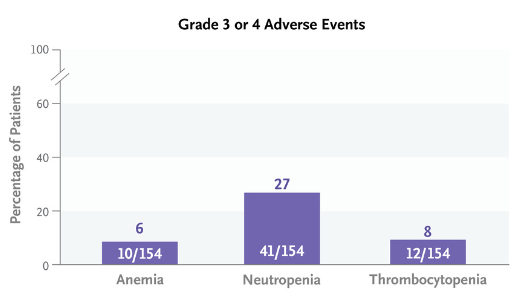 Grade 3 or 4 Adverse Events
Percentage of Patients
100
60
40
20
0
6
27
8
10/154
41/154
12/154
Anemia
Neutropenia
Thrombocytopenia